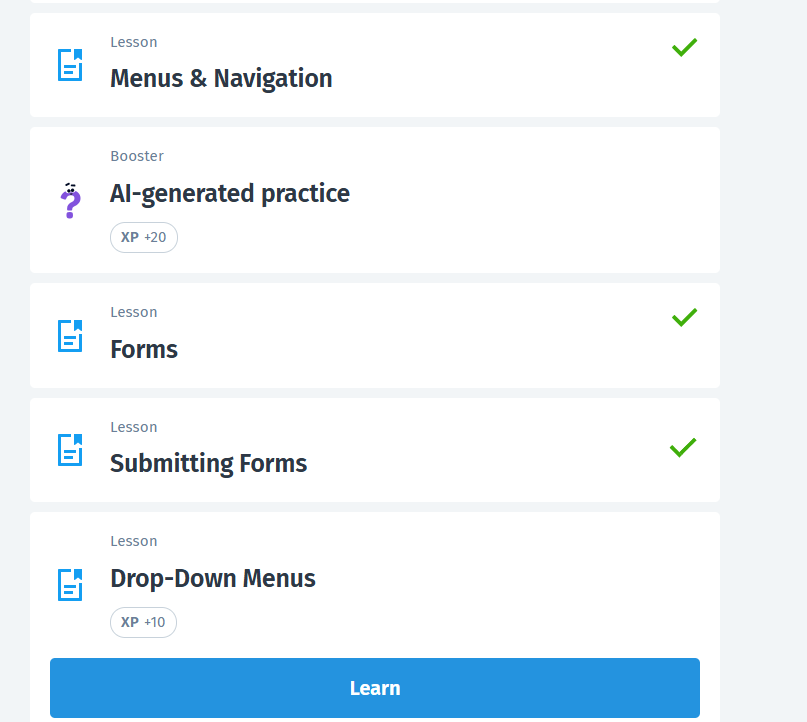 Lesson
Menus & Navigation
Booster
AI-generated practice
XP +20
Lesson
Forms
Lesson
Submitting Forms
Lesson
Drop-Down Menus
XP +10
Learn